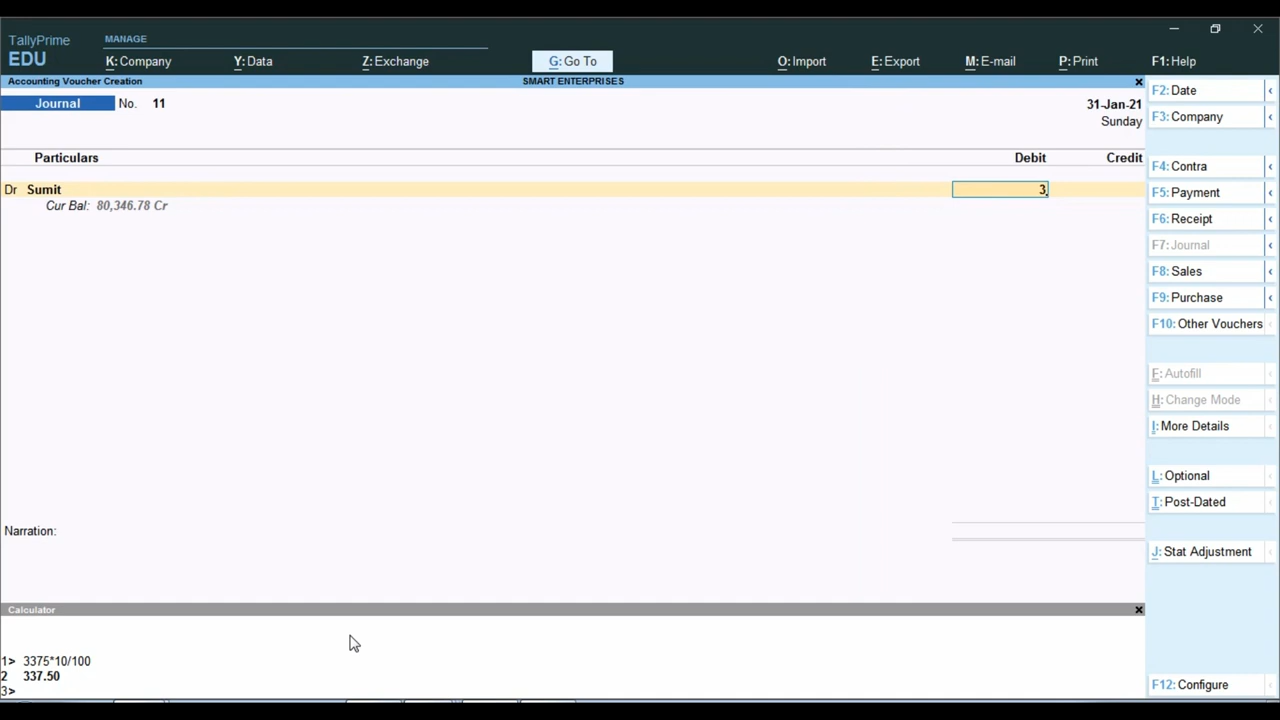 TallyPrime MANAGE
EDU K: Company Y: Data Z: Exchange G: Go To O: Import E: Export M: E-mail P: Print F1: Help
Accounting Voucher Creation SMART ENTERPRISES x
Journal No. 11 31-Jan-21
Sunday
Particulars Debit Credit
Dr Sumit 3
Cur Bal: 80,346.78 Cr
Narration:
Calculator x
1> 3375*10/100
2 337.50
3>
F2: Date
F3: Company
F4: Contra
F5: Payment
F6: Receipt
F7: Journal
F8: Sales
F9: Purchase
F10: Other Vouchers
F: Autofill
H: Change Mode
I: More Details
L: Optional
T: Post-Dated
J: Stat Adjustment
F12: Configure